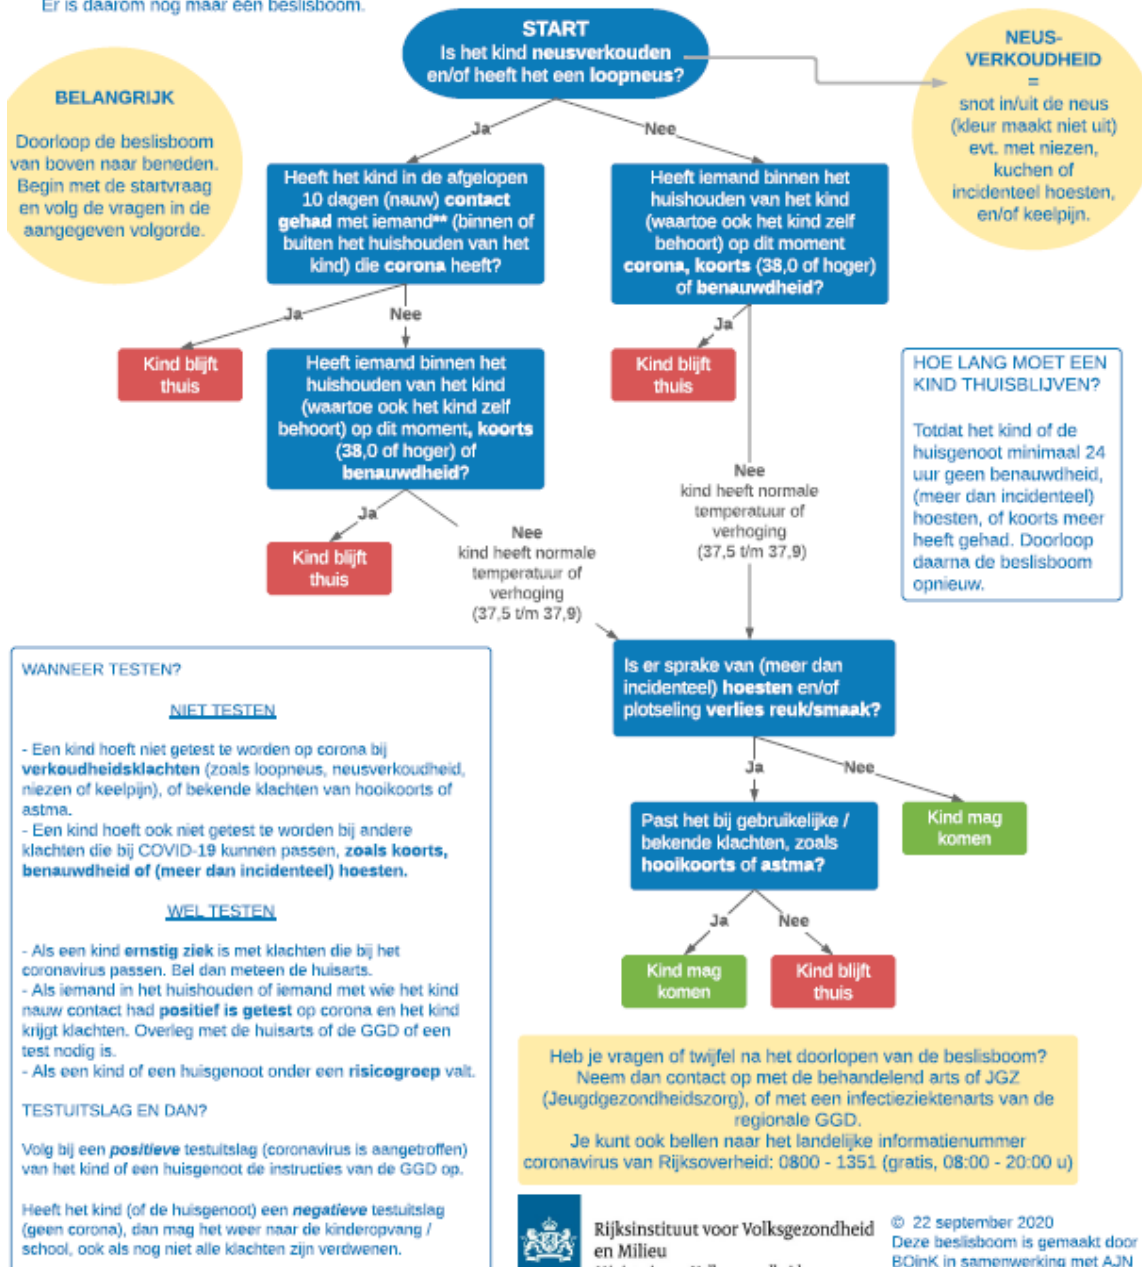 Er is daarom nog maar een beslisboom.
START
Is het kind neusverkouden
en/of heeft het een loopneus?
NEUS-
VERKOUDHEID
=
snot in/uit de neus
(kleur maakt niet uit)
evt. met niezen,
kuchen of
incidenteel hoesten,
en/of keelpijn.
BELANGRIJK
Doorloop de beslisboom
van boven naar beneden.
Begin met de startvraag
en volg de vragen in de
aangegeven volgorde.
Ja
Nee
Heeft het kind in de afgelopen
10 dagen (nauw) contact
gehad met iemand** (binnen of
buiten het huishouden van het
kind) die corona heeft?
Heeft iemand binnen het
huishouden van het kind
(waartoe ook het kind zelf
behoort) op dit moment
corona, koorts (38,0 of hoger)
of benauwdheid?
Ja
Nee
Ja
Kind blijft
thuis
Heeft iemand binnen het
huishouden van het kind
(waartoe ook het kind zelf
behoort) op dit moment, koorts
(38,0 of hoger) of
benauwdheid?
Kind blijft
thuis
HOE LANG MOET EEN
KIND THUISBLIJVEN?
Totdat het kind of de
huisgenoot minimaal 24
uur geen benauwdheid,
(meer dan incidenteel)
hoesten, of koorts meer
heeft gehad. Doorloop
daarna de beslisboom
opnieuw.
Nee
kind heeft normale
temperatuur of
verhoging
(37,5 t/m 37,9)
Ja
Kind blijft
thuis
Nee
kind heeft normale
temperatuur of
verhoging
(37,5 t/m 37,9)
Is er sprake van (meer dan
incidenteel) hoesten en/of
plotseling verlies reuk/smaak?
Ja
Nee
Past het bij gebruikelijke /
bekende klachten, zoals
hooikoorts of astma?
Kind mag
komen
Ja
Nee
Kind mag
komen
Kind blijft
thuis
WANNEER TESTEN?
NIET TESTEN
- Een kind hoeft niet getest te worden op corona bij
verkoudheidsklachten (zoals loopneus, neusverkoudheid,
niezen of keelpijn), of bekende klachten van hooikoorts of
astma.
- Een kind hoeft ook niet getest te worden bij andere
klachten die bij COVID-19 kunnen passen, zoals koorts,
benauwdheid of (meer dan incidenteel) hoesten.
WEL TESTEN
- Als een kind ernstig ziek is met klachten die bij het
coronavirus passen. Bel dan meteen de huisarts.
- Als iemand in het huishouden of iemand met wie het kind
nauw contact had positief is getest op corona en het kind
krijgt klachten. Overleg met de huisarts of de GGD of een
test nodig is.
- Als een kind of een huisgenoot onder een risicogroep valt.
TESTUITSLAG EN DAN?
Volg bij een positieve testuitslag (coronavirus is aangetroffen)
van het kind of een huisgenoot de instructies van de GGD op.
Heeft het kind (of de huisgenoot) een negatieve testuitslag
(geen corona), dan mag het weer naar de kinderopvang /
school, ook als nog niet alle klachten zijn verdwenen.
Heb je vragen of twijfel na het doorlopen van de beslisboom?
Neem dan contact op met de behandelend arts of JGZ
(Jeugdgezondheidszorg), of met een infectieziektenarts van de
regionale GGD.
Je kunt ook bellen naar het landelijke informatienummer
coronavirus van Rijksoverheid: 0800 - 1351 (gratis, 08:00 - 20:00 u)
Rijksinstituut voor Volksgezondheid
en Milieu
© 22 september 2020
Deze beslisboom is gemaakt door
BOinK in samenwerking met AJN